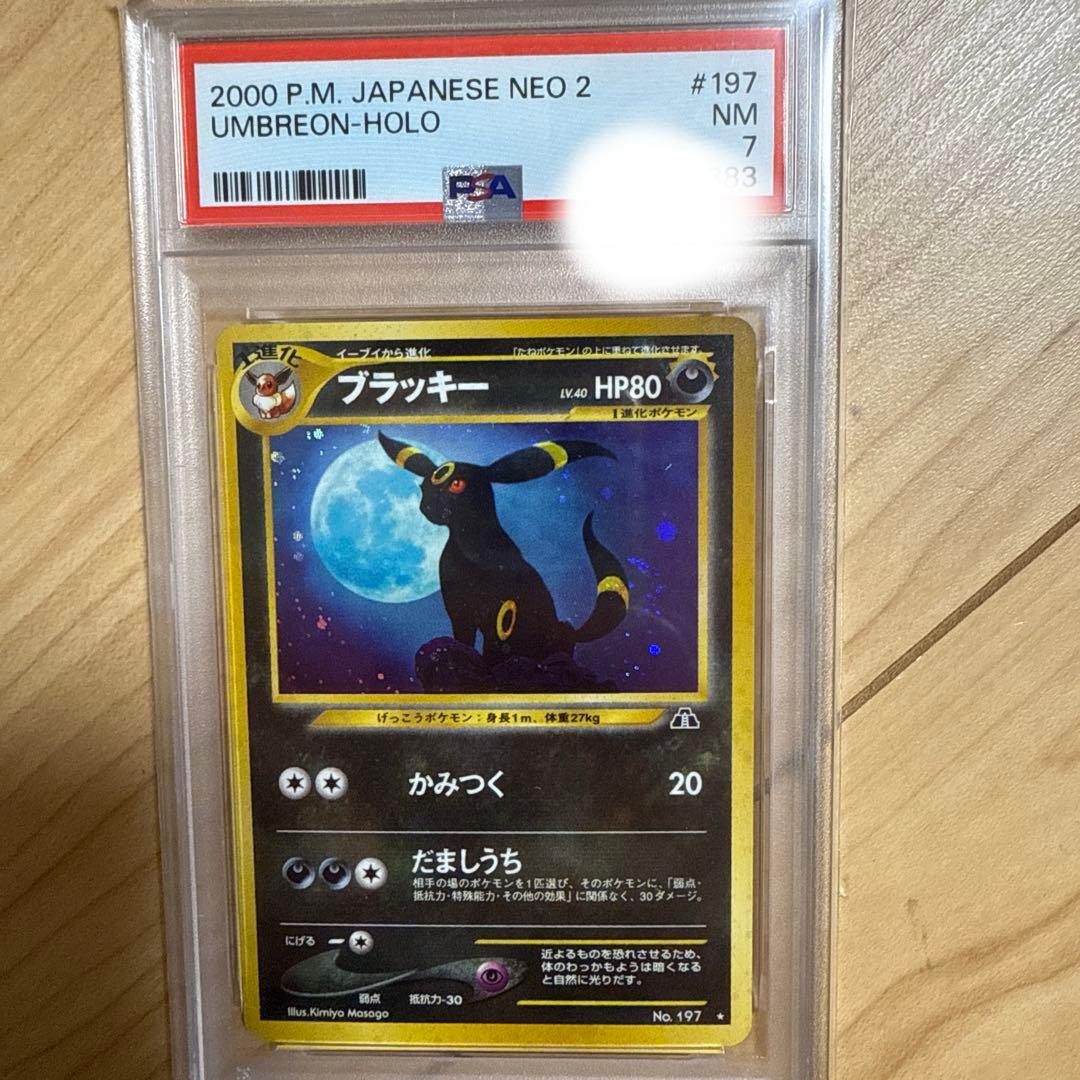 2000 P.M. JAPANESE NEO 2 #197
UMBREON-HOLO NM
7
PSA
83
1進化
イーブイから進化 「たねポケモン」の上に重ねて進化させます。
ブラッキー LV.40 HP80
1進化ポケモン
げっこうポケモン：身長1m、体重27kg
かみつく 20
だましうち
相手の場のポケモンを1匹選び、そのポケモンに、「弱点・
抵抗力・特殊能力・その他の効果」に関係なく、30ダメージ。
にげる
近よるものを恐れさせるため、
体のわっかもようは暗くなる
と自然に光りだす。
弱点 抵抗力-30
Illus.Kimiya Masago
No. 197 ★